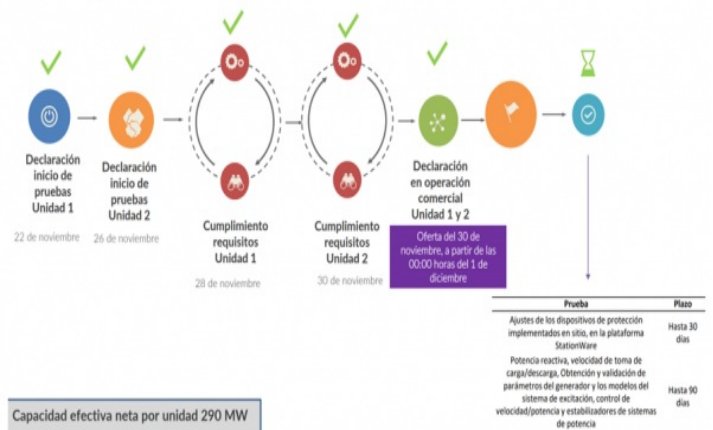 Declaración
inicio de
pruebas
Unidad 1
22 de noviembre
Declaración
inicio de
pruebas
Unidad 2
26 de noviembre
Cumplimiento
requisitos
Unidad 1
28 de noviembre
Cumplimiento
requisitos
Unidad 2
30 de noviembre
Declaración
en operación
comercial
Unidad 1 y 2
Oferta del 30 de
noviembre, a partir de las
00:00 horas del 1 de
diciembre
Prueba Plazo
Ajustes de los dispositivos de protección
implementados en sitio, en la plataforma
StationWare
Hasta 30
días
Potencia reactiva, velocidad de toma de
carga/descarga, Obtención y validación de
parámetros del generador y los modelos del
sistema de excitación, control de
velocidad/potencia y estabilizadores de sistemas
de potencia
Hasta 90
días
Capacidad efectiva neta por unidad 290 MW